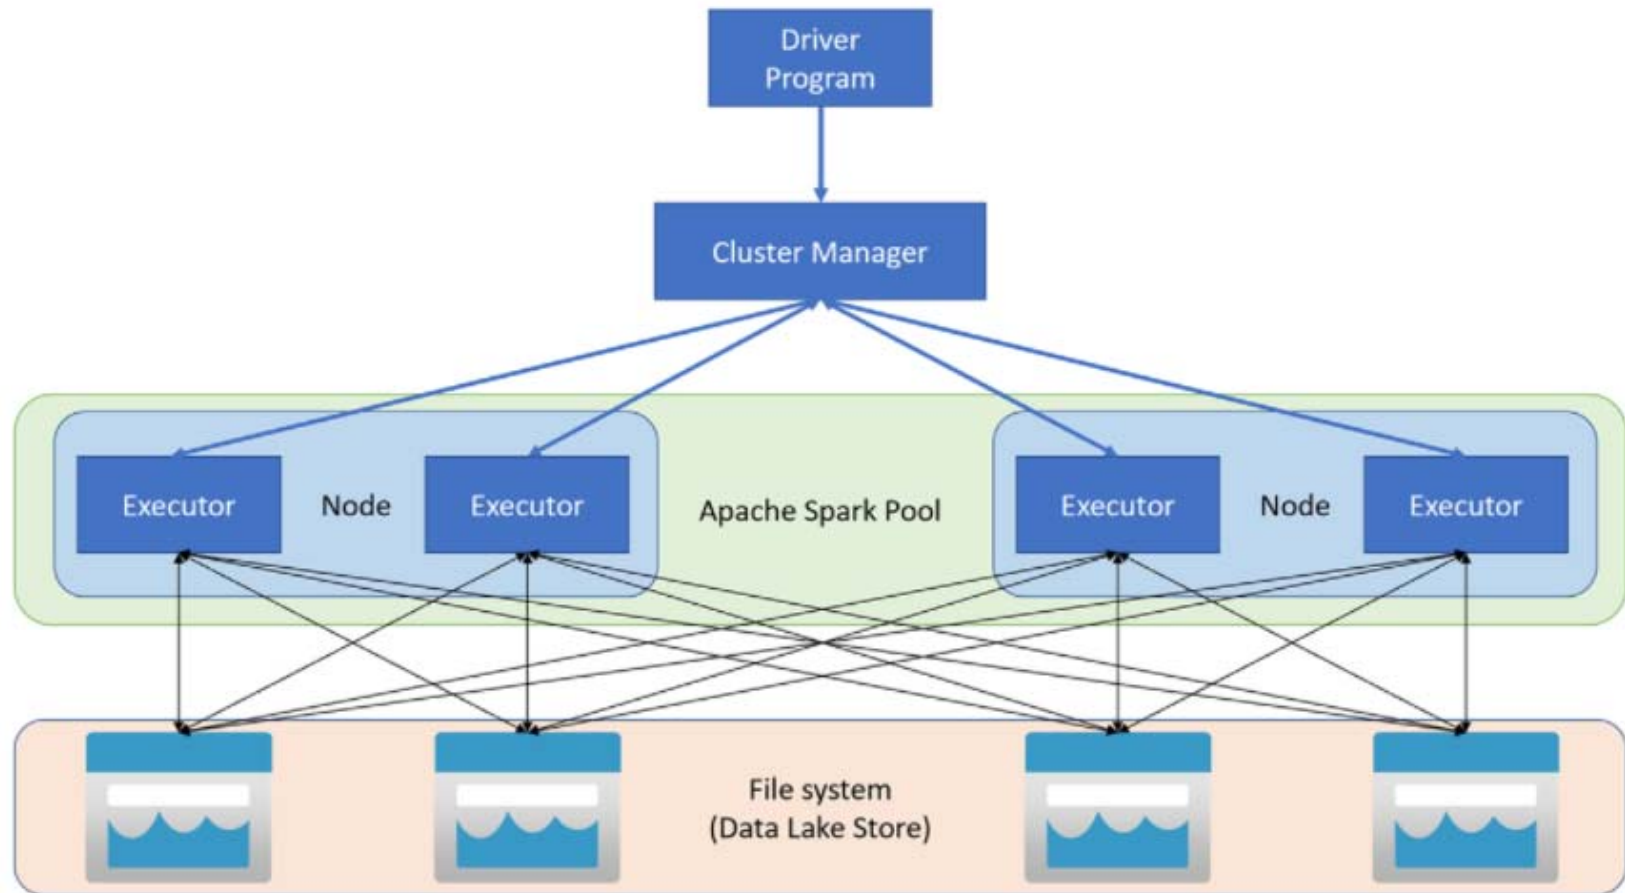 Driver
Program
Cluster Manager
Executor
Node
Executor
Apache Spark Pool
Executor
Node
Executor
File system
(Data Lake Store)